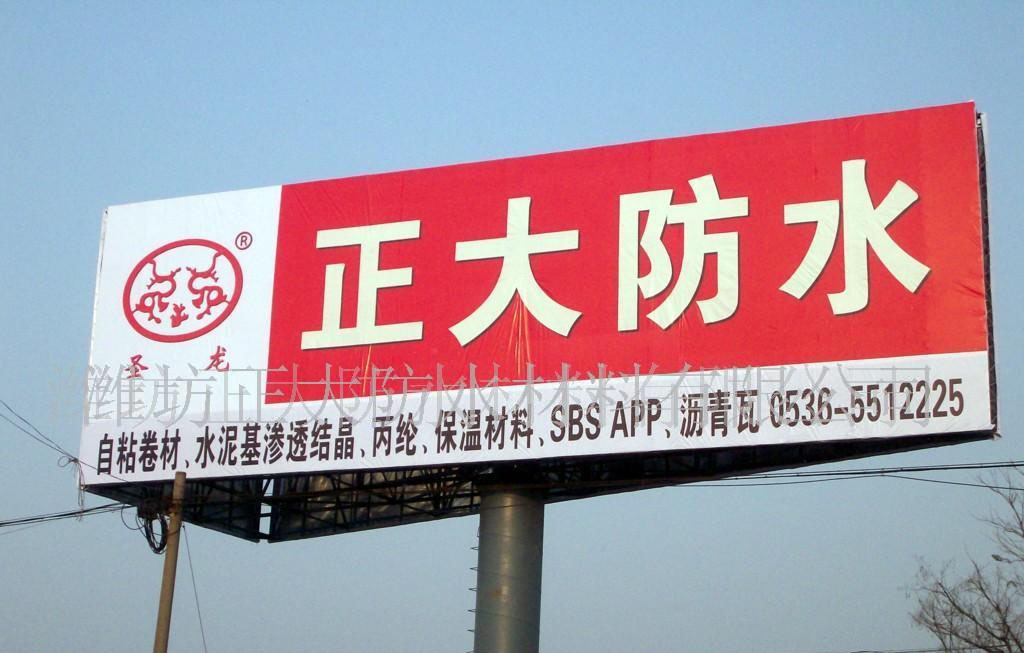 ®
正大防水
圣龙
潍坊正大防水材料有限公司
自粘卷材、水泥基渗透结晶、丙纶、保温材料、SBS APP、沥青瓦 0536-5512225